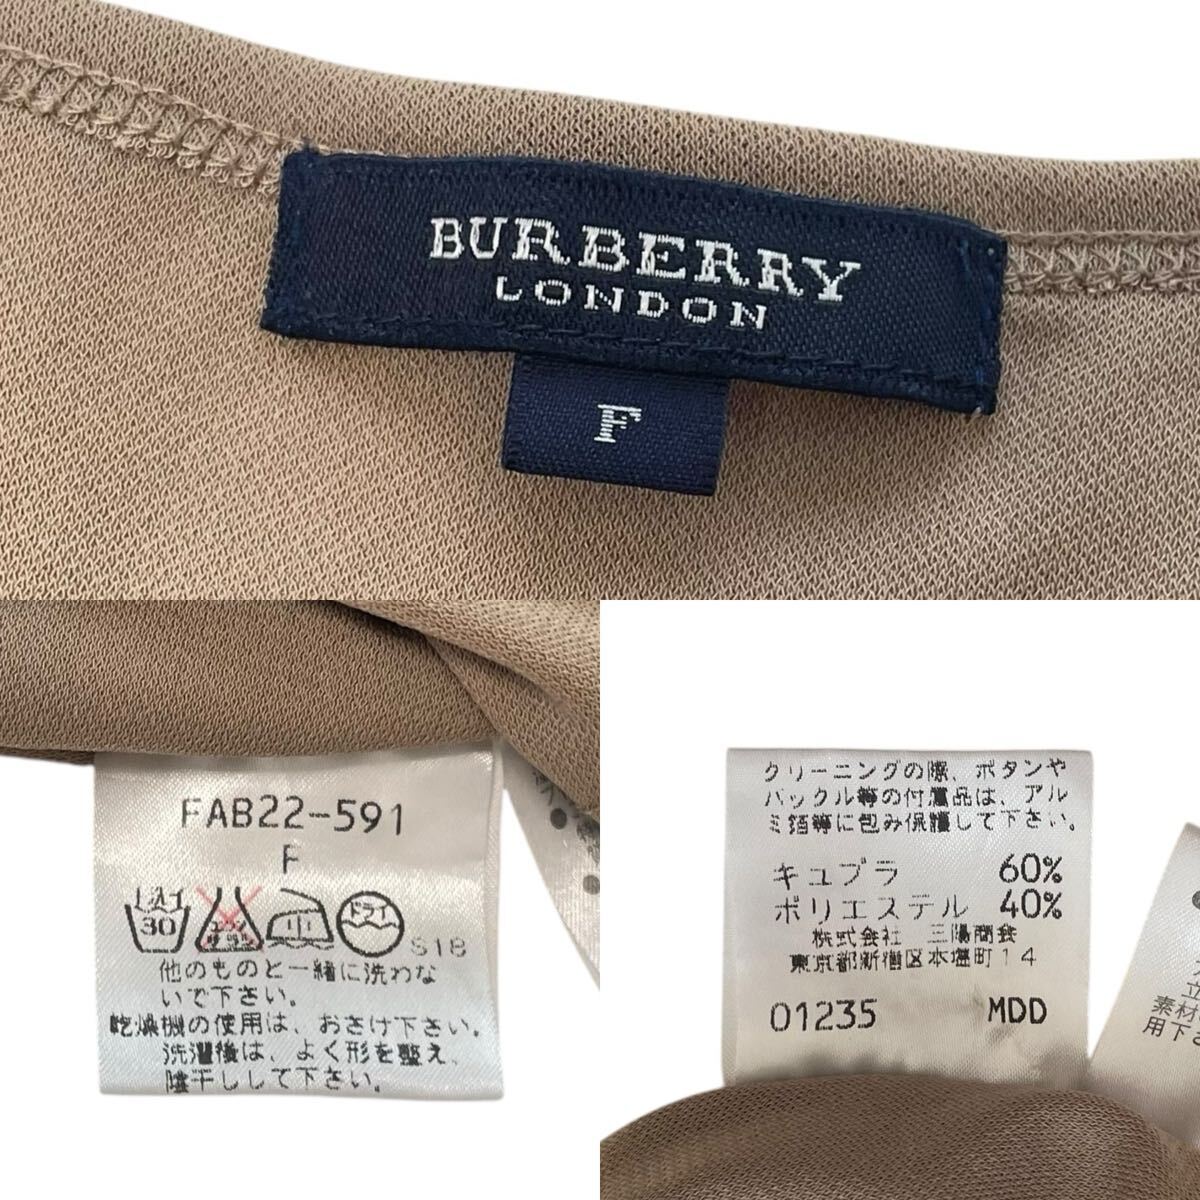 BURBERRY
LONDON
F
FAB22-591
F
30
ドライ
S18
他のものと一緒に洗わな
いで下さい。
乾燥機の使用は、おさけ下さい。
洗濯後は、よく形を整え、
陰干しして下さい。
クリーニングの際、ボタンや
バックル等の付属品は、アル
ミ箔等に包み保護して下さい。
キュプラ 60%
ポリエステル 40%
株式会社 三陽商会
東京都新宿区本塩町14
01235 MDD
立
素材
用下さ